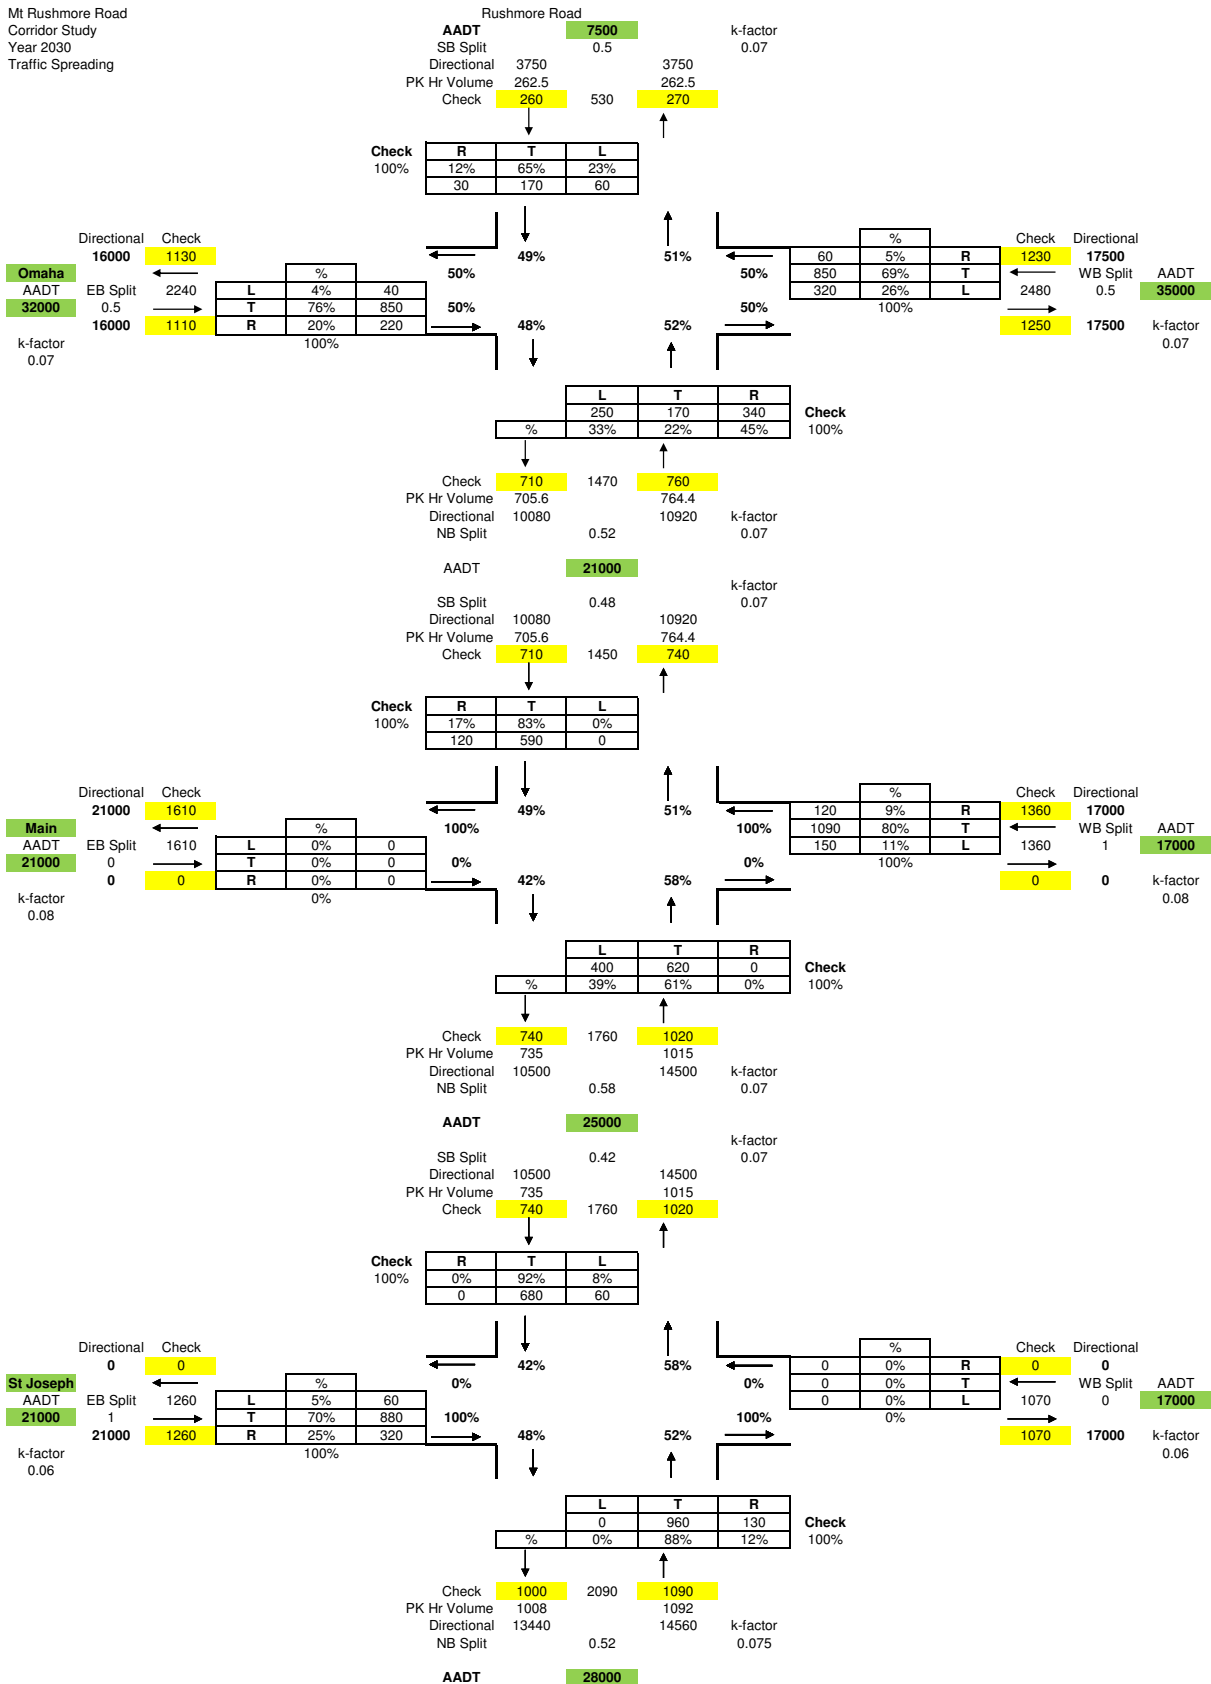 Mt Rushmore Road Rushmore Road
Corridor Study AADT 7500 k-factor
Year 2030 SB Split 0.5 0.07
Traffic Spreading Directional 3750 3750
PK Hr Volume 262.5 262.5
Check 260 530 270
Check R T L
100% 12% 65% 23%
30 170 60
Directional Check % Check Directional
16000 1130 49% 51% 60 5% R 1230 17500
Omaha % 50% 50% 850 69% T WB Split AADT
AADT EB Split 2240 L 4% 40 320 26% L 2480 0.5 35000
32000 0.5 T 76% 850 50% 50% 100%
16000 1110 R 20% 220 48% 52% 1250 17500 k-factor
k-factor 100% 0.07
0.07
L T R
250 170 340 Check
% 33% 22% 45% 100%
Check 710 1470 760
PK Hr Volume 705.6 764.4
Directional 10080 10920 k-factor
NB Split 0.52 0.07
AADT 21000
k-factor
SB Split 0.48 0.07
Directional 10080 10920
PK Hr Volume 705.6 764.4
Check 710 1450 740
Check R T L
100% 17% 83% 0%
120 590 0
Directional Check % Check Directional
21000 1610 49% 51% 120 9% R 1360 17000
Main % 100% 100% 1090 80% T WB Split AADT
AADT EB Split 1610 L 0% 0 150 11% L 1360 1 17000
21000 0 T 0% 0 0% 0% 100%
0 0 R 0% 0 42% 58% 0 0 k-factor
k-factor 0% 0.08
0.08
L T R
400 620 0 Check
% 39% 61% 0% 100%
Check 740 1760 1020
PK Hr Volume 735 1015
Directional 10500 14500 k-factor
NB Split 0.58 0.07
AADT 25000
k-factor
SB Split 0.42 0.07
Directional 10500 14500
PK Hr Volume 735 1015
Check 740 1760 1020
Check R T L
100% 0% 92% 8%
0 680 60
Directional Check % Check Directional
0 0 42% 58% 0 0% R 0 0
St Joseph % 0% 0% 0 0% T WB Split AADT
AADT EB Split 1260 L 5% 60 0 0% L 1070 0 17000
21000 1 T 70% 880 100% 100% 0%
21000 1260 R 25% 320 48% 52% 1070 17000 k-factor
k-factor 100% 0.06
0.06
L T R
0 960 130 Check
% 0% 88% 12% 100%
Check 1000 2090 1090
PK Hr Volume 1008 1092
Directional 13440 14560 k-factor
NB Split 0.52 0.075
AADT 28000